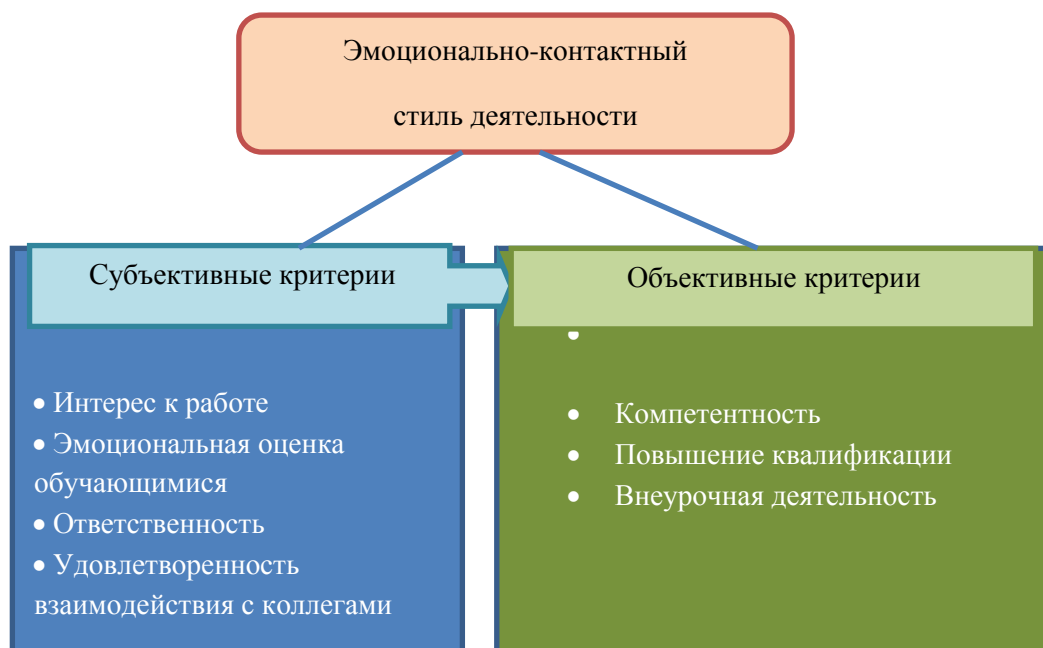 Эмоционально-контактный
стиль деятельности
Субъективные критерии
• Интерес к работе
• Эмоциональная оценка
обучающимися
• Ответственность
• Удовлетворенность
взаимодействия с коллегами
Объективные критерии
•
• Компетентность
• Повышение квалификации
• Внеурочная деятельность